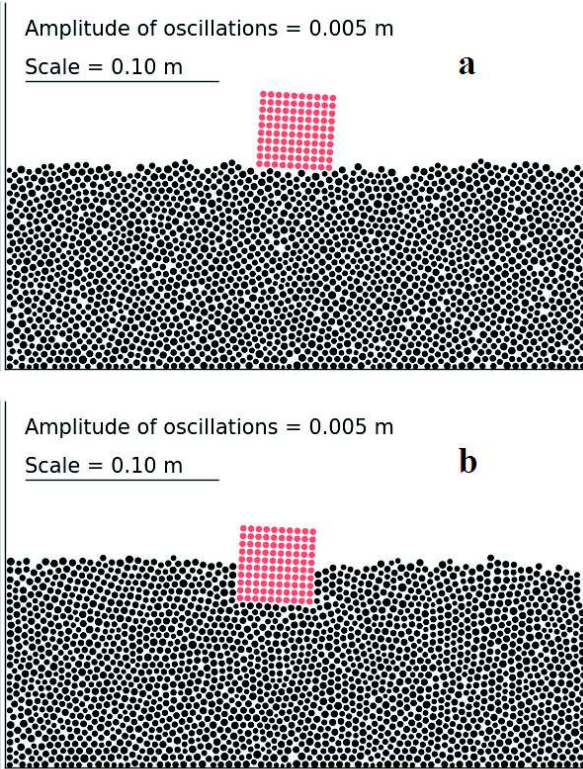 Amplitude of oscillations = 0.005 m
Scale = 0.10 m
a
Amplitude of oscillations = 0.005 m
Scale = 0.10 m
b